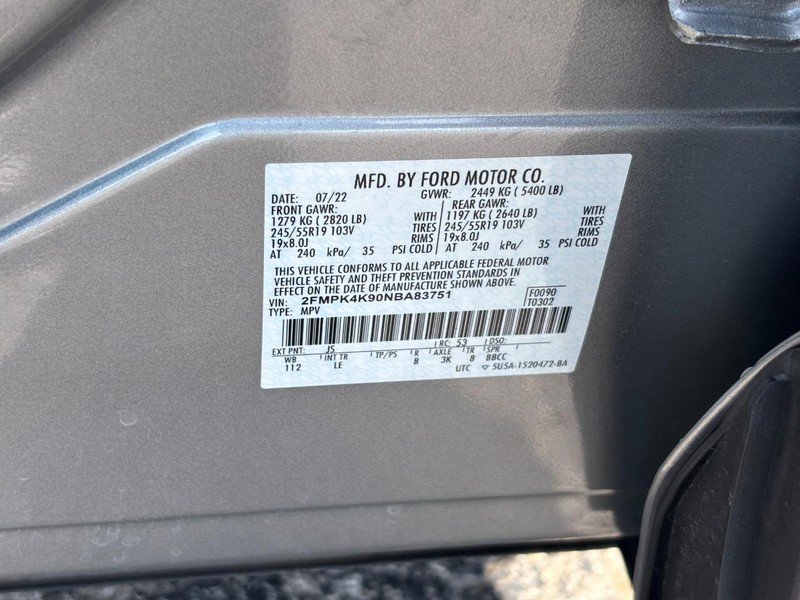 MFD. BY FORD MOTOR CO.
DATE: 07/22 GVWR: 2449 KG ( 5400 LB)
FRONT GAWR: REAR GAWR:
1279 KG ( 2820 LB) WITH 1197 KG ( 2640 LB) WITH
245/55R19 103V TIRES 245/55R19 103V TIRES
19x8.0J RIMS 19x8.0J RIMS
AT 240 kPa/ 35 PSI COLD AT 240 kPa/ 35 PSI COLD
THIS VEHICLE CONFORMS TO ALL APPLICABLE FEDERAL MOTOR
VEHICLE SAFETY AND THEFT PREVENTION STANDARDS IN
EFFECT ON THE DATE OF MANUFACTURE SHOWN ABOVE.
VIN: 2FMPK4K90NBA83751 F0090
TYPE: MPV T0302
EXT PNT: JS RC: 53 DSO:
WB INT TR TP/PS R AXLE TR SPR
112 LE B 3K 8 BBCC
UTC ▽ 5U5A-1520472-BA